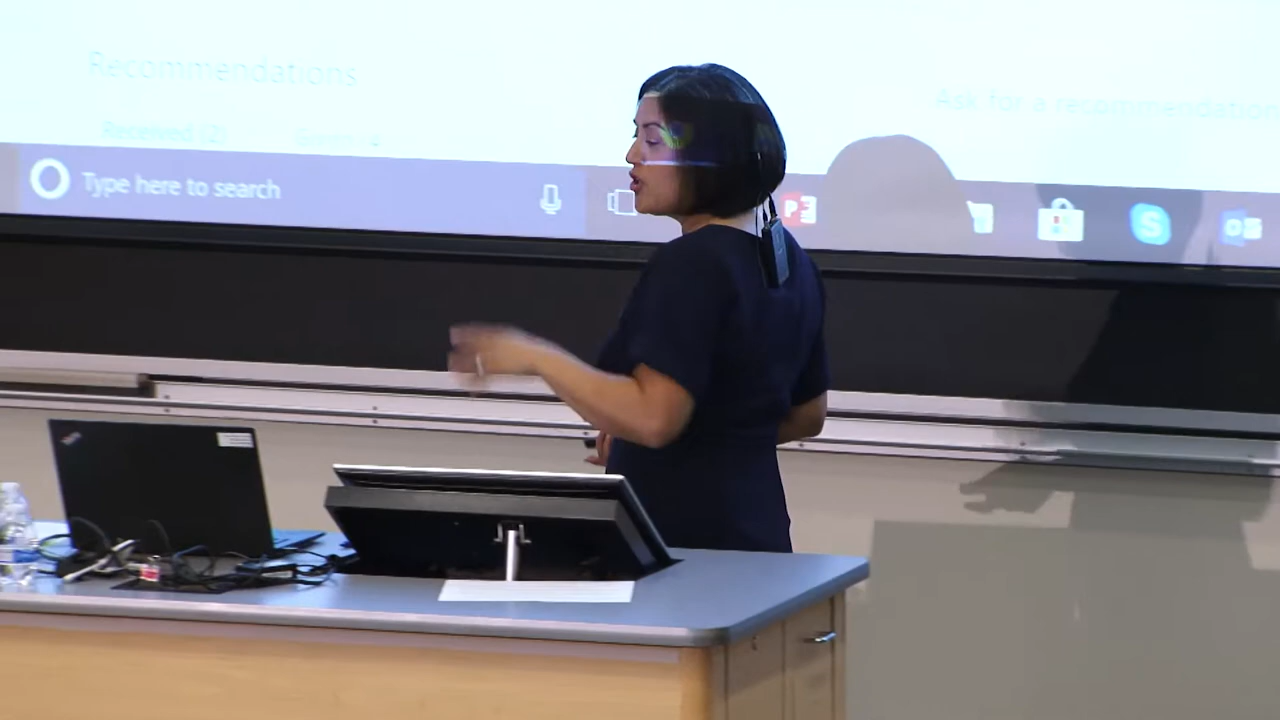 Recommendations
Ask for a recommendation
Received (2)
Type here to search
P
S